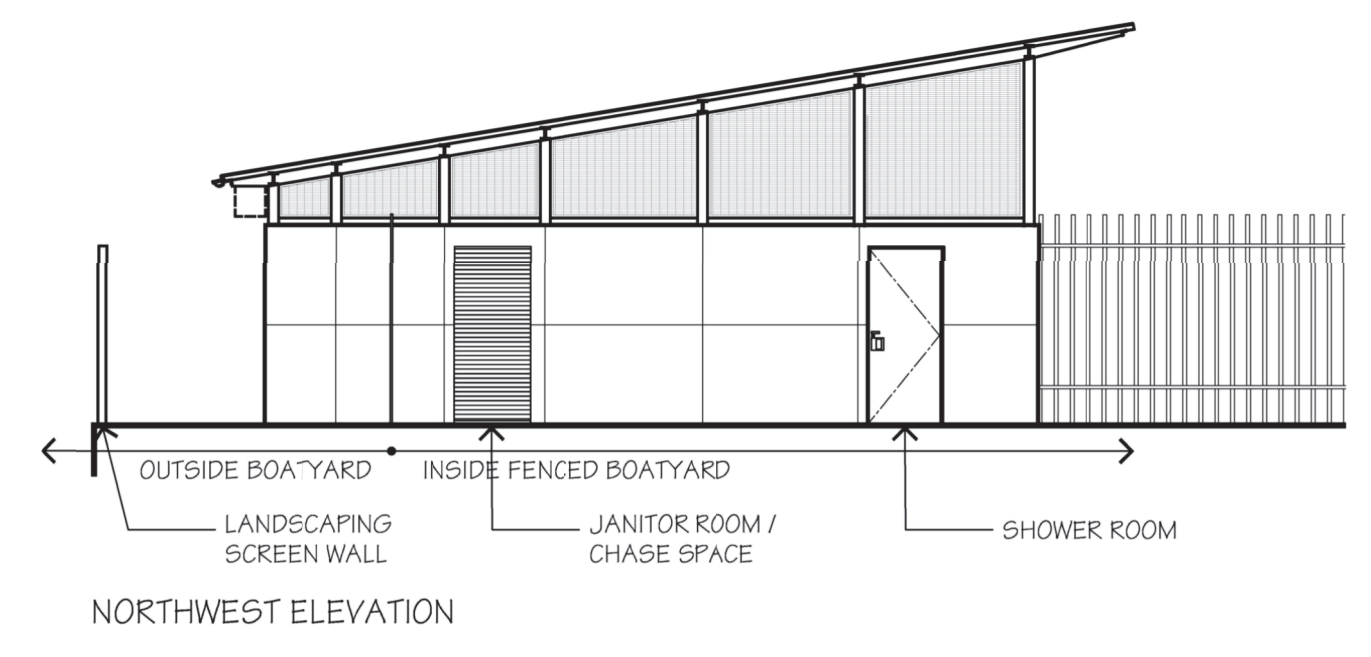 OUTSIDE BOATYARD
INSIDE FENCED BOATYARD
LANDSCAPING
SCREEN WALL
JANITOR ROOM /
CHASE SPACE
SHOWER ROOM
NORTHWEST ELEVATION